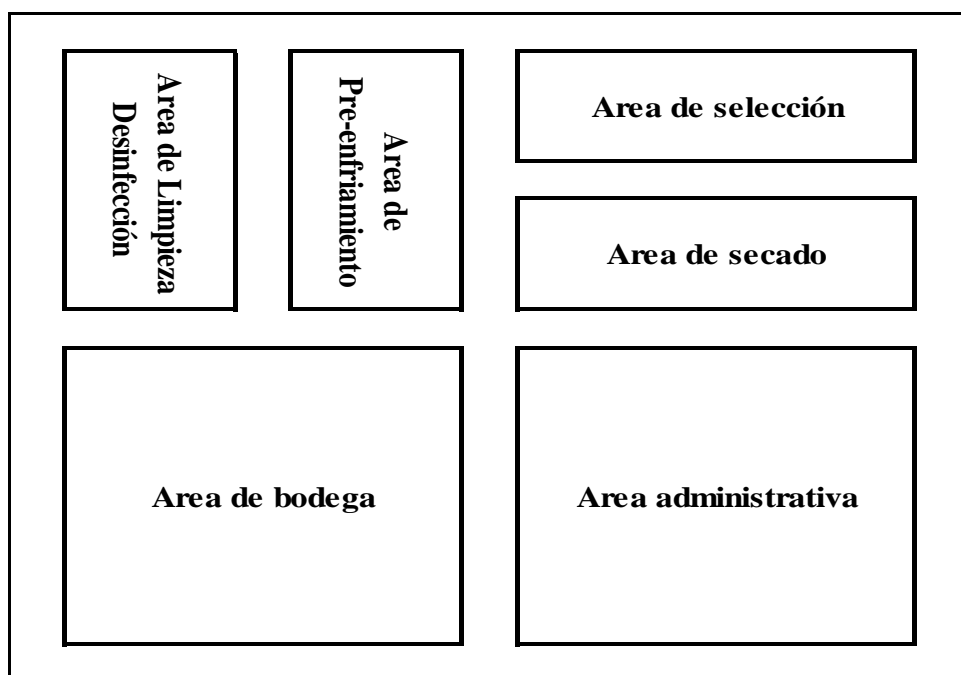 Area de Limpieza
Desinfección
Area de
Pre-enfriamiento
Area de selección
Area de secado
Area de bodega
Area administrativa